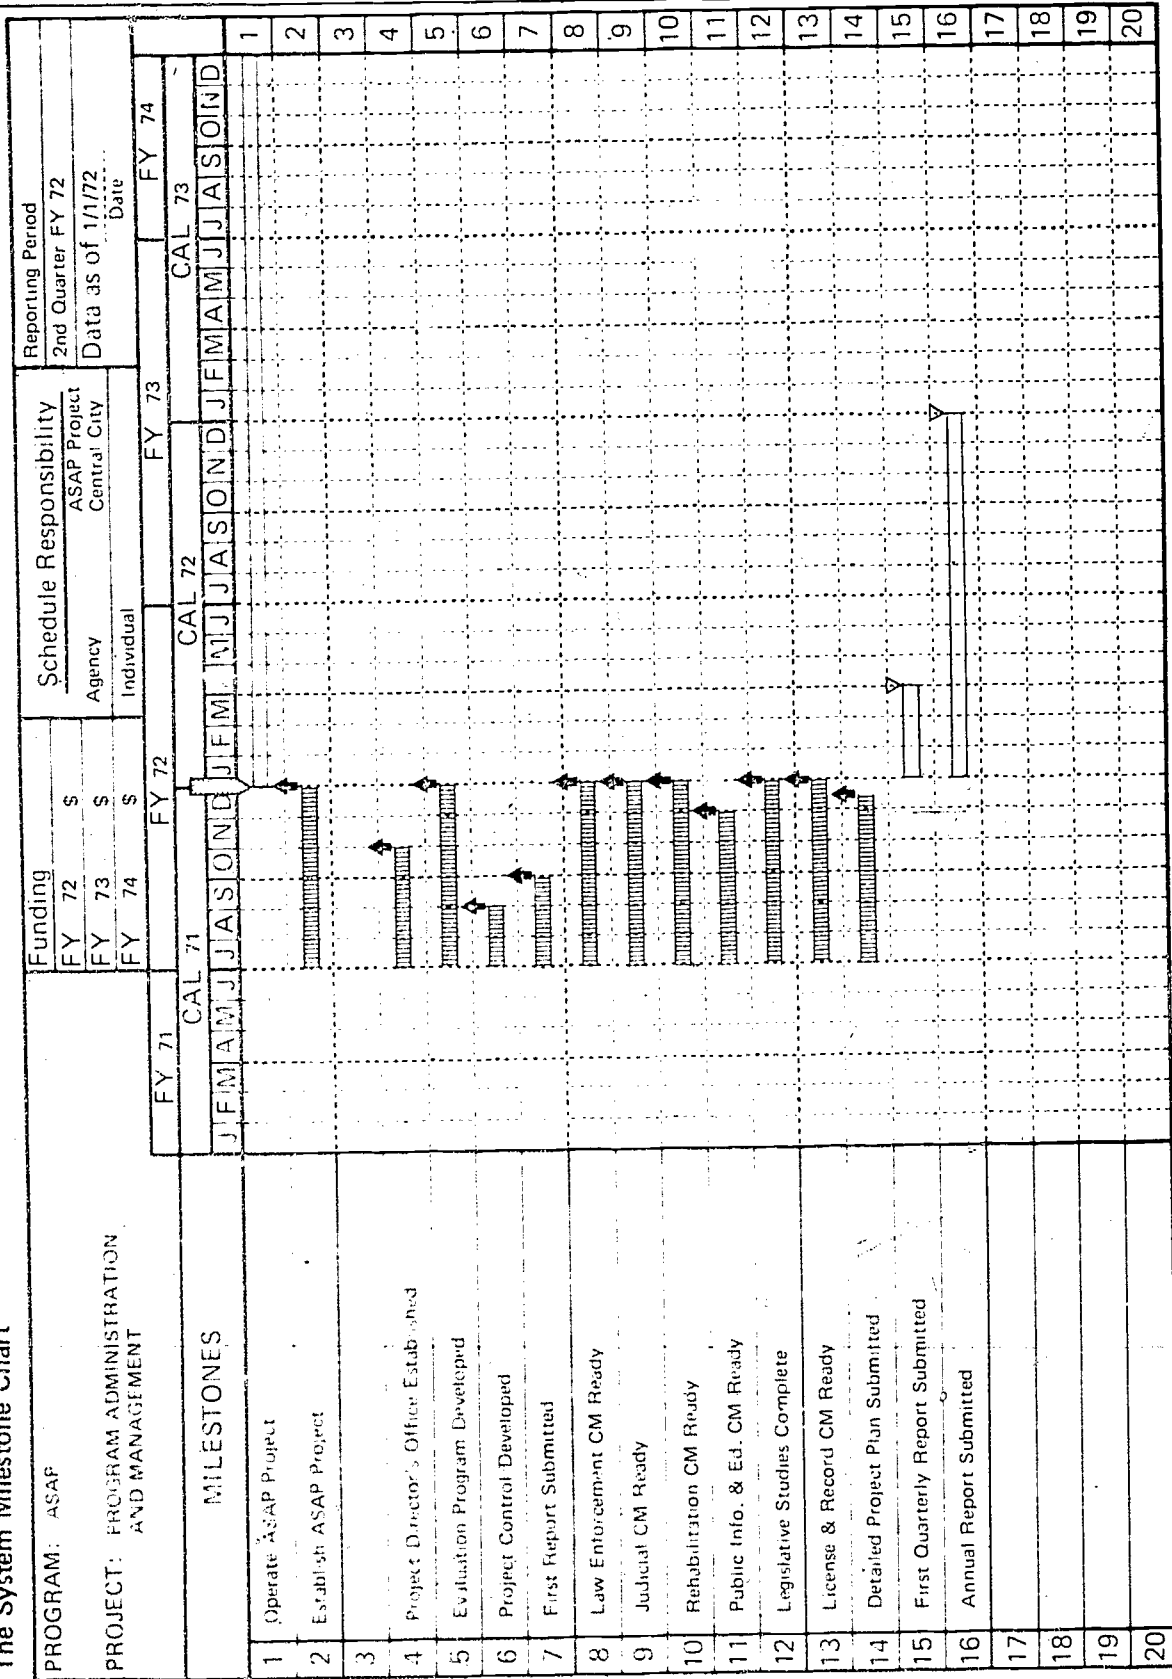 The System Milestone Chart
PROGRAM: ASAP
PROJECT: PROGRAM ADMINISTRATION
AND MANAGEMENT
Funding
FY 72 $
FY 73 $
FY 74 $
Schedule Responsibility
Agency ASAP Project
Central City
Individual
Reporting Period
2nd Quarter FY 72
Data as of 1/1/72
Date
MILESTONES
FY 71 FY 72 FY 73 FY 74
CAL 71 CAL 72 CAL 73
J F M A M J J A S O N D J F M M J J A S O N D J F M A M J J A S O N D
1 Operate ASAP Project 1
2 Establish ASAP Project 2
3 3
4 Project Director's Office Established 4
5 Evaluation Program Developed 5
6 Project Control Developed 6
7 First Report Submitted 7
8 Law Enforcement CM Ready 8
9 Judicial CM Ready 9
10 Rehabilitation CM Ready 10
11 Public Info. & Ed. CM Ready 11
12 Legislative Studies Complete 12
13 License & Record CM Ready 13
14 Detailed Project Plan Submitted 14
15 First Quarterly Report Submitted 15
16 Annual Report Submitted 16
17 17
18 18
19 19
20 20